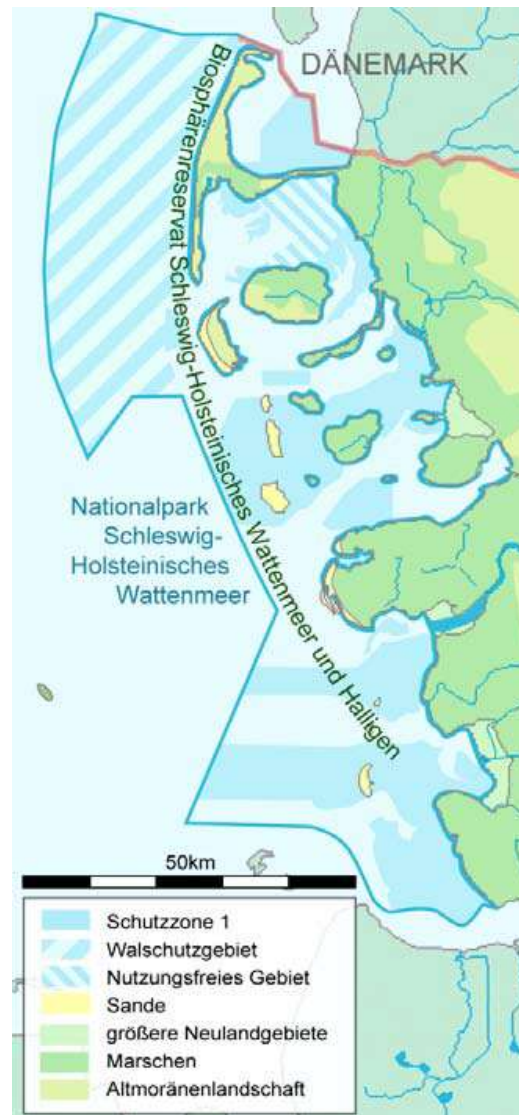 DÄNEMARK
Biosphärenreservat Schleswig-Holsteinisches Wattenmeer und Halligen
Nationalpark
Schleswig-
Holsteinisches
Wattenmeer
50km
Schutzzone 1
Walschutzgebiet
Nutzungsfreies Gebiet
Sande
größere Neulandgebiete
Marschen
Altmoränenlandschaft